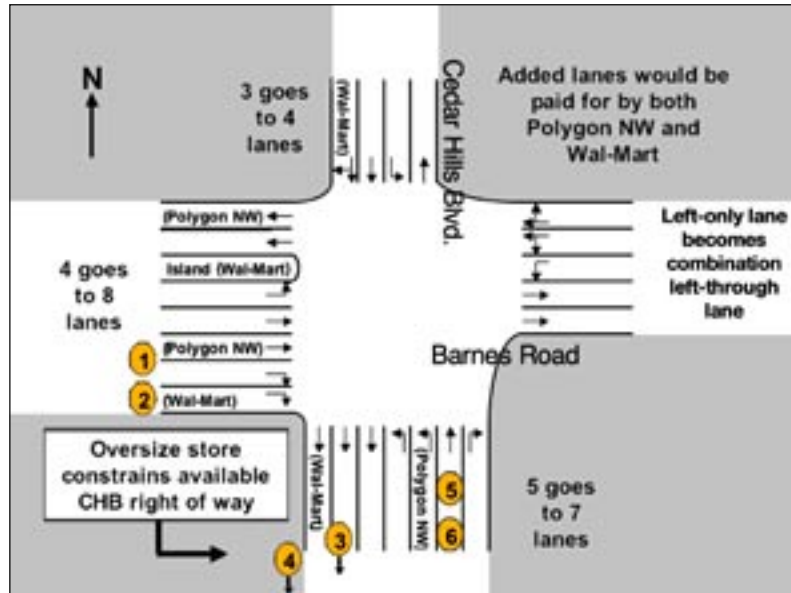 N
3 goes
to 4
lanes
(Wal-Mart)
Cedar Hills Blvd.
Added lanes would be
paid for by both
Polygon NW and
Wal-Mart
(Polygon NW)
Island (Wal-Mart)
4 goes
to 8
lanes
Left-only lane
becomes
combination
left-through
lane
1
(Polygon NW)
Barnes Road
2
(Wal-Mart)
Oversize store
constrains available
CHB right of way
(Wal-Mart)
(Polygon NW)
5
6
3
4
5 goes
to 7
lanes